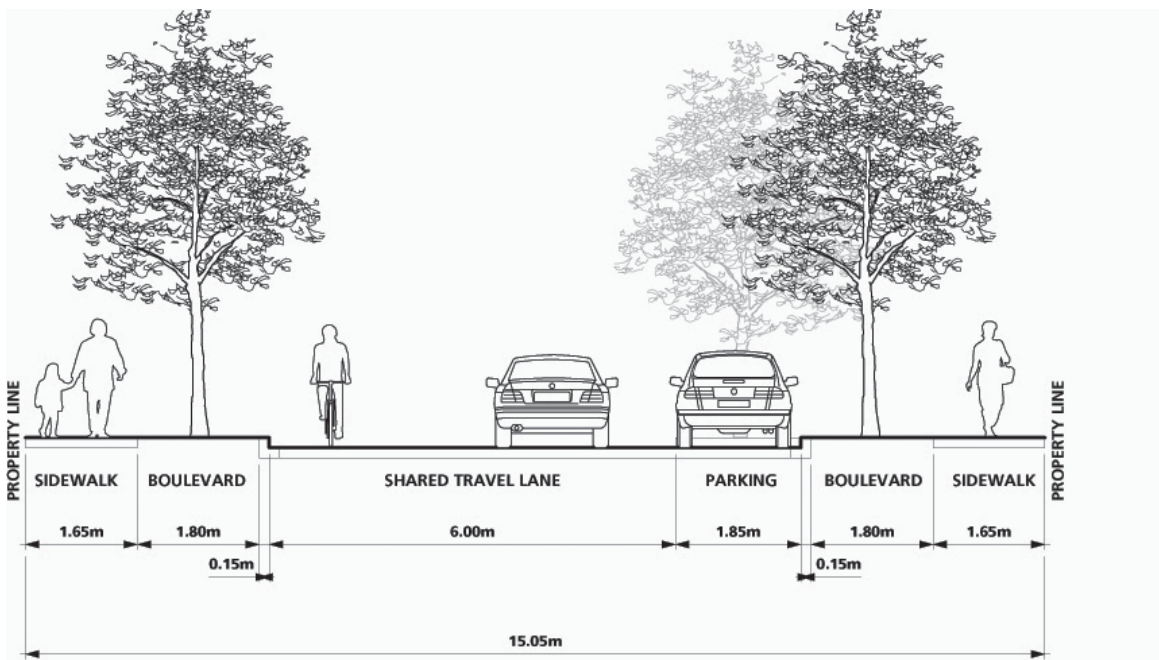 PROPERTY LINE
SIDEWALK
BOULEVARD
SHARED TRAVEL LANE
PARKING
BOULEVARD
SIDEWALK
PROPERTY LINE
1.65m
1.80m
6.00m
1.85m
1.80m
1.65m
0.15m
0.15m
15.05m